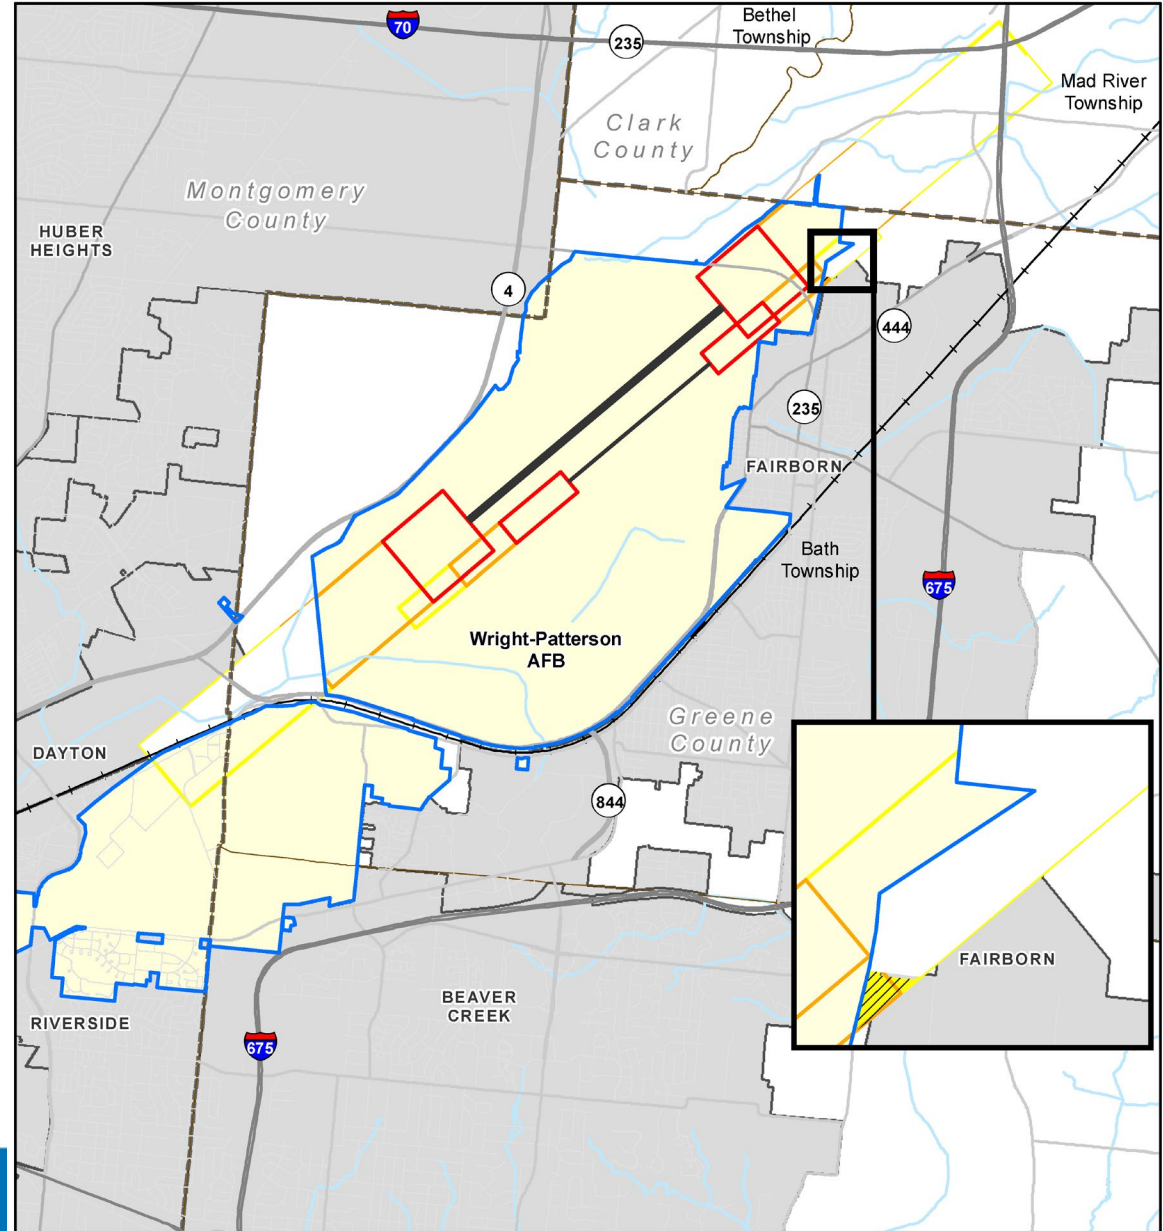 70
235
Bethel
Township
Mad River
Township
Clark
County
Montgomery
County
HUBER
HEIGHTS
4
444
235
FAIRBORN
Bath
Township
675
Wright-Patterson
AFB
Greene
County
DAYTON
844
FAIRBORN
BEAVER
CREEK
RIVERSIDE
675